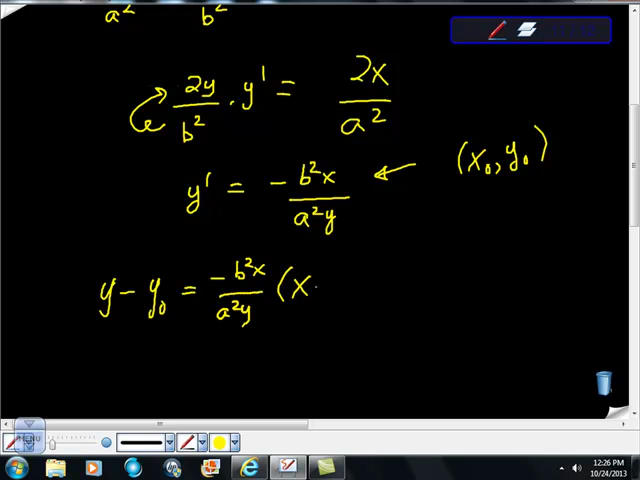 a² b²
2y/b² · y' = 2x/a²
y' = -b²x/a²y ← (x₀, y₀)
y - y₀ = -b²x/a²y (x
MENU
12:26 PM
10/24/2013